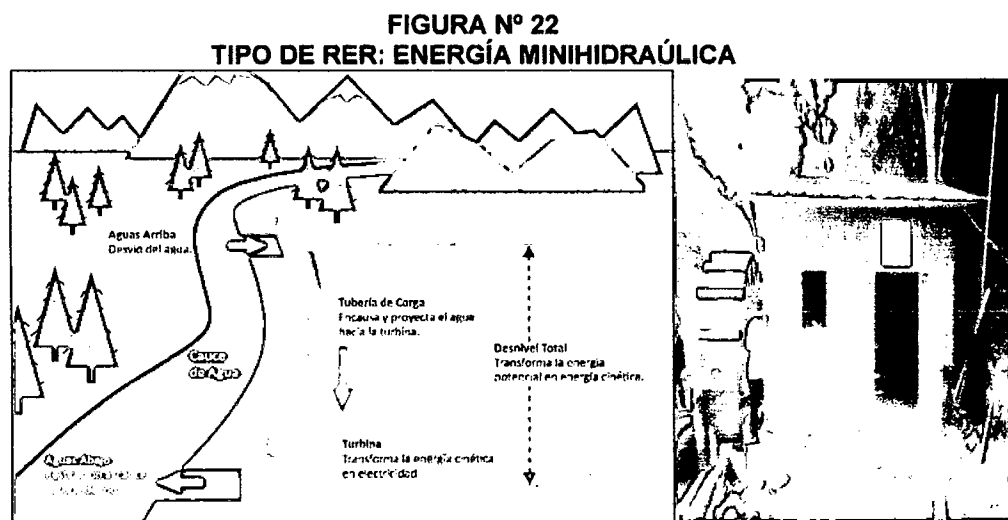 FIGURA Nº 22
TIPO DE RER: ENERGÍA MINIHIDRAÚLICA
Aguas Arriba
Desvió del agua.
Tubería de Carga
Encausa y proyecta el agua
hacia la turbina.
Desnivel Total
Transforma la energía
potencial en energía cinética.
Cauce
de Agua
Turbina
Transforma la energía cinética
en electricidad
Aguas Abajo